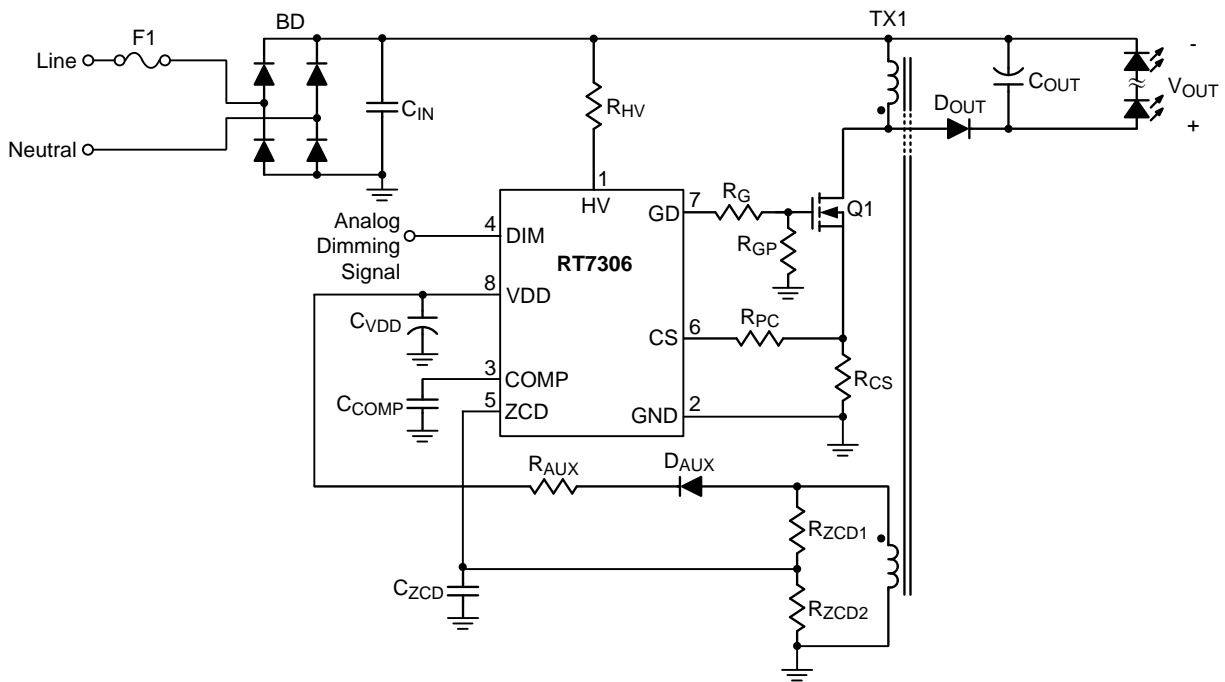 BD
TX1
F1
Line
Neutral
CIN
RHV
COUT
DOUT
-
VOUT
+
1
HV
Analog
Dimming
Signal
4
DIM
GD
7
RG
Q1
RGP
RT7306
8
VDD
CVDD
CS
6
RPC
RCS
3
COMP
CCOMP
5
ZCD
GND
2
RAUX
DAUX
RZCD1
CZCD
RZCD2